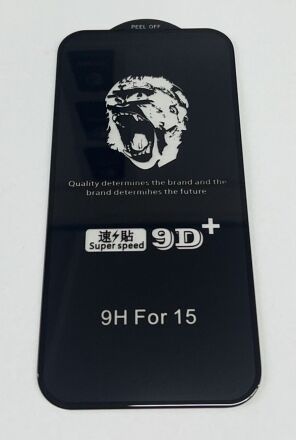 PEEL OFF
Quality determines the brand and the
brand determihes the future
速⚡貼 9D+
Super speed
9H For 15